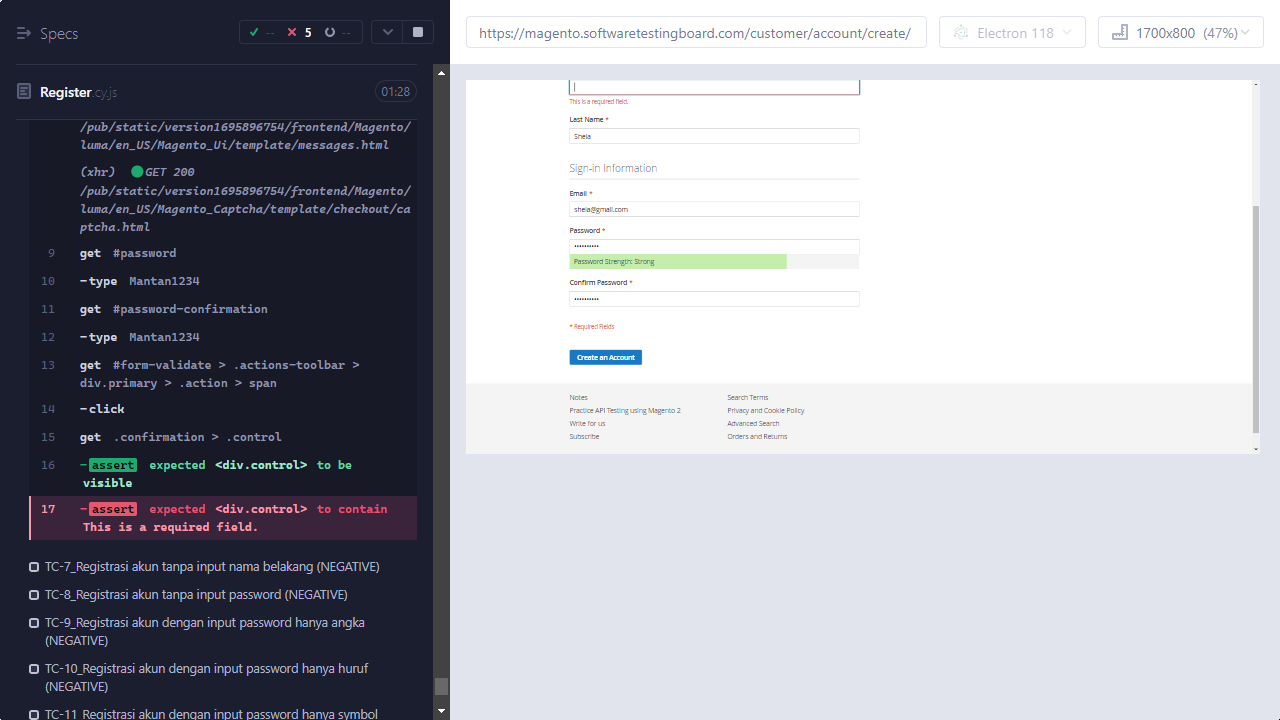 Specs
-- 5 --
Register.cy.js
01:28
/pub/static/version1695896754/frontend/Magento/
luma/en_US/Magento_Ui/template/messages.html
(xhr) GET 200
/pub/static/version1695896754/frontend/Magento/
luma/en_US/Magento_Captcha/template/checkout/ca
ptcha.html
9 get #password
10 -type Mantan1234
11 get #password-confirmation
12 -type Mantan1234
13 get #form-validate > .actions-toolbar >
div.primary > .action > span
14 -click
15 get .confirmation > .control
16 -assert expected <div.control> to be
visible
17 -assert expected <div.control> to contain
This is a required field.
TC-7_Registrasi akun tanpa input nama belakang (NEGATIVE)
TC-8_Registrasi akun tanpa input password (NEGATIVE)
TC-9_Registrasi akun dengan input password hanya angka
(NEGATIVE)
TC-10_Registrasi akun dengan input password hanya huruf
(NEGATIVE)
TC-11_Registrasi akun dengan input password hanya symbol
https://magento.softwaretestingboard.com/customer/account/create/
Electron 118
1700x800 (47%)
This is a required field.
Last Name *
Shela
Sign-in Information
Email *
shela@gmail.com
Password *
••••••••••
Password Strength: Strong
Confirm Password *
••••••••••
* Required Fields
Create an Account
Notes
Practice API Testing using Magento 2
Write for us
Subscribe
Search Terms
Privacy and Cookie Policy
Advanced Search
Orders and Returns